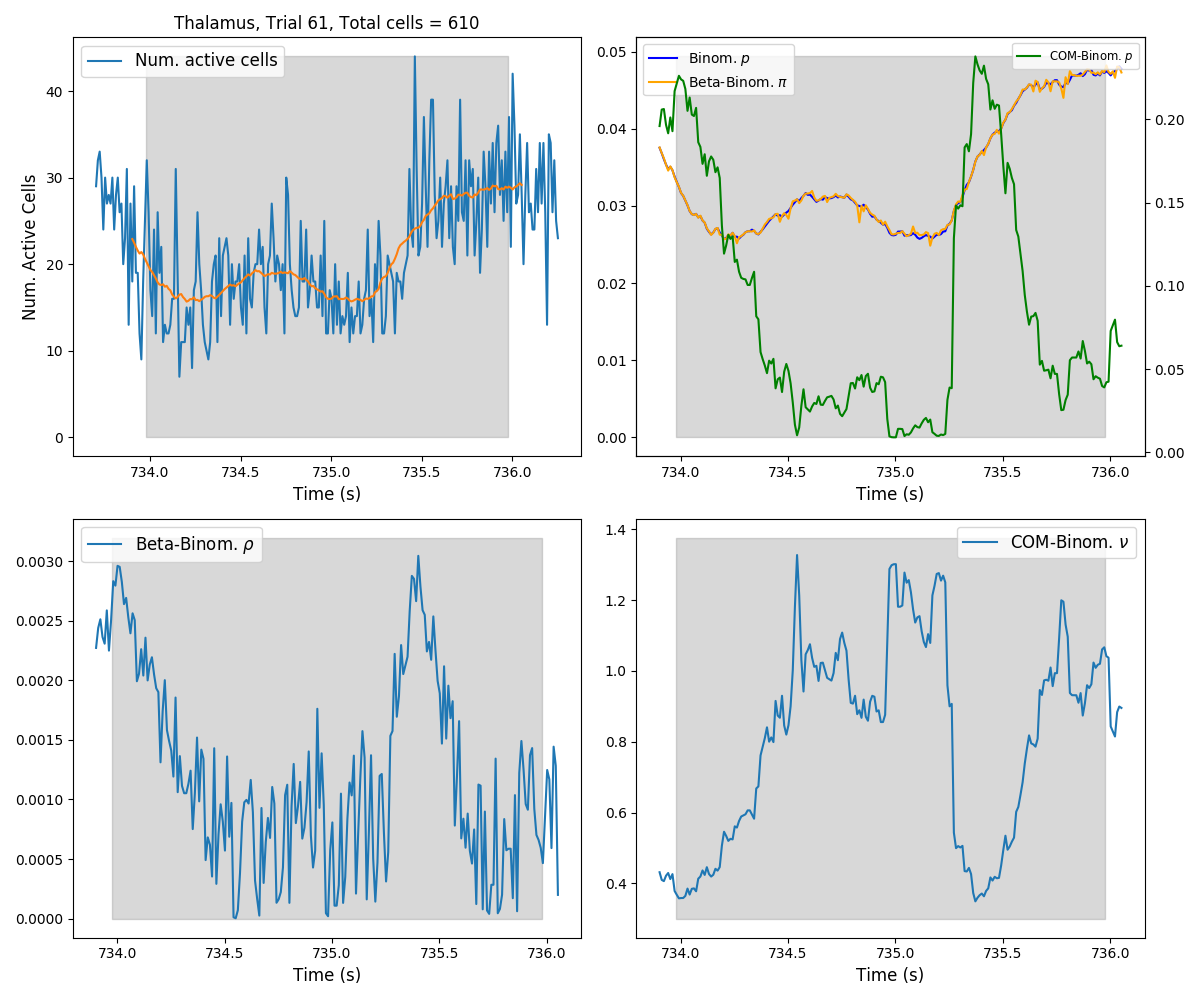 Thalamus, Trial 61, Total cells = 610
Num. active cells
Num. Active Cells
40
30
20
10
0
734.0 734.5 735.0 735.5 736.0
Time (s)
Binom. p
Beta-Binom. π
COM-Binom. p
0.05
0.04
0.03
0.02
0.01
0.00
0.20
0.15
0.10
0.05
0.00
734.0 734.5 735.0 735.5 736.0
Time (s)
Beta-Binom. ρ
0.0030
0.0025
0.0020
0.0015
0.0010
0.0005
0.0000
734.0 734.5 735.0 735.5 736.0
Time (s)
COM-Binom. ν
1.4
1.2
1.0
0.8
0.6
0.4
734.0 734.5 735.0 735.5 736.0
Time (s)